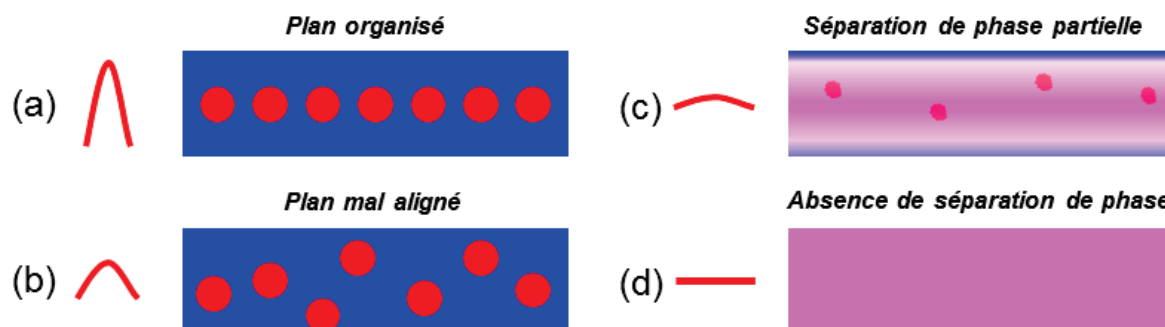 Plan organisé
(a)
Plan mal aligné
(b)
Séparation de phase partielle
(c)
Absence de séparation de phase
(d)